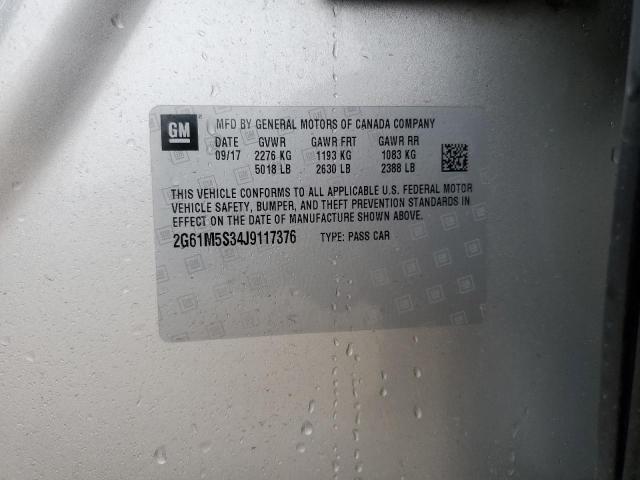 GM
MFD BY GENERAL MOTORS OF CANADA COMPANY
DATE GVWR GAWR FRT GAWR RR
09/17 2276 KG 1193 KG 1083 KG
5018 LB 2630 LB 2388 LB
THIS VEHICLE CONFORMS TO ALL APPLICABLE U.S. FEDERAL MOTOR
VEHICLE SAFETY, BUMPER, AND THEFT PREVENTION STANDARDS IN
EFFECT ON THE DATE OF MANUFACTURE SHOWN ABOVE.
2G61M5S34J9117376 TYPE: PASS CAR